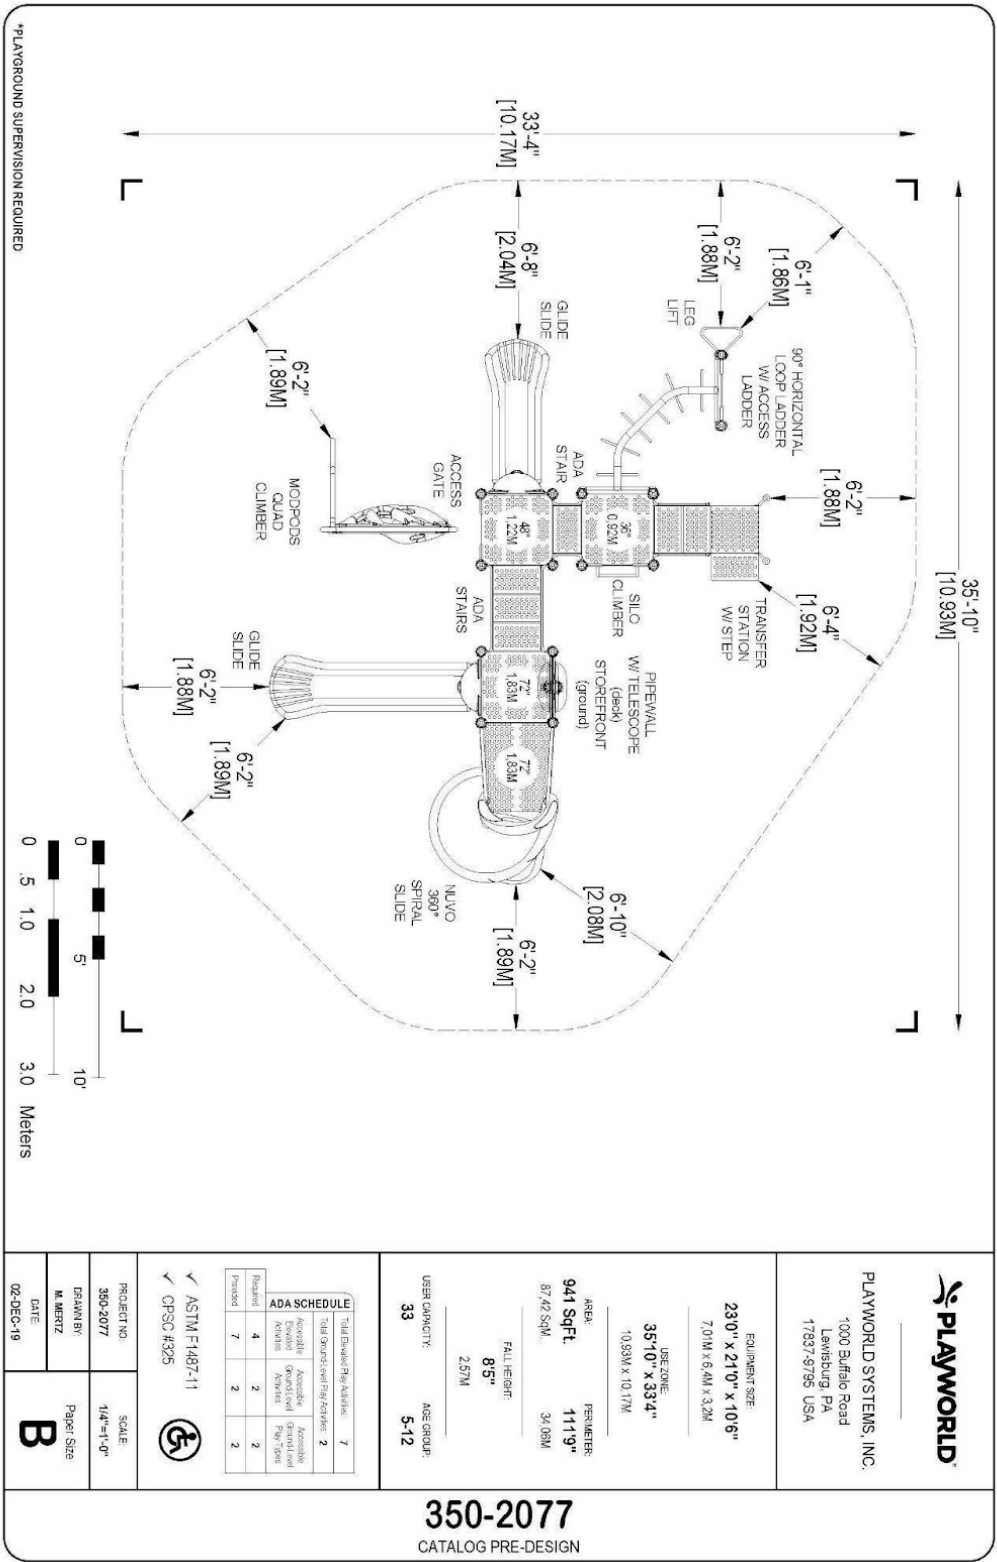 *PLAYGROUND SUPERVISION REQUIRED
35'-10"
[10.93M]
33'-4"
[10.17M]
6'-1"
[1.86M]
6'-2"
[1.88M]
6'-8"
[2.04M]
6'-2"
[1.89M]
6'-2"
[1.88M]
6'-4"
[1.92M]
6'-10"
[2.08M]
6'-2"
[1.89M]
6'-2"
[1.88M]
6'-2"
[1.89M]
LEG
LIFT
90° HORIZONTAL
LOOP LADDER
W/ ACCESS
LADDER
TRANSFER
STATION
W/ STEP
GLIDE
SLIDE
ADA
STAIR
36"
0.92M
SILO
CLIMBER
ACCESS
GATE
48"
1.22M
MODPODS
QUAD
CLIMBER
ADA
STAIRS
PIPEWALL
W/ TELESCOPE
(deck)
STOREFRONT
(ground)
72"
1.83M
72"
1.83M
GLIDE
SLIDE
NUVO
360°
SPIRAL
SLIDE
0 5' 10'
0 .5 1.0 2.0 3.0 Meters
PLAYWORLD
PLAYWORLD SYSTEMS, INC.
1000 Buffalo Road
Lewisburg, PA
17837-9795 USA
EQUIPMENT SIZE:
23'0" x 21'0" x 10'6"
7,01M x 6,4M x 3,2M
USE ZONE:
35'10" x 33'4"
10,93M x 10,17M
AREA: PERIMETER:
941 SqFt. 111'9"
87,42 SqM. 34,06M
FALL HEIGHT:
8'5"
2,57M
USER CAPACITY: AGE GROUP:
33 5-12
ADA SCHEDULE
Total Elevated Play Activities: 7
Total Ground-Level Play Activities: 2
Accessible Elevated Activities
Accessible Ground-Level Activities
Accessible Ground-Level Play Types
Required 4 2 2
Provided 7 2 2
✓ ASTM F1487-11
✓ CPSC #325
PROJECT NO:
350-2077
SCALE:
1/4"=1'-0"
DRAWN BY:
M. MERTZ
Paper Size
B
DATE:
02-DEC-19
350-2077
CATALOG PRE-DESIGN